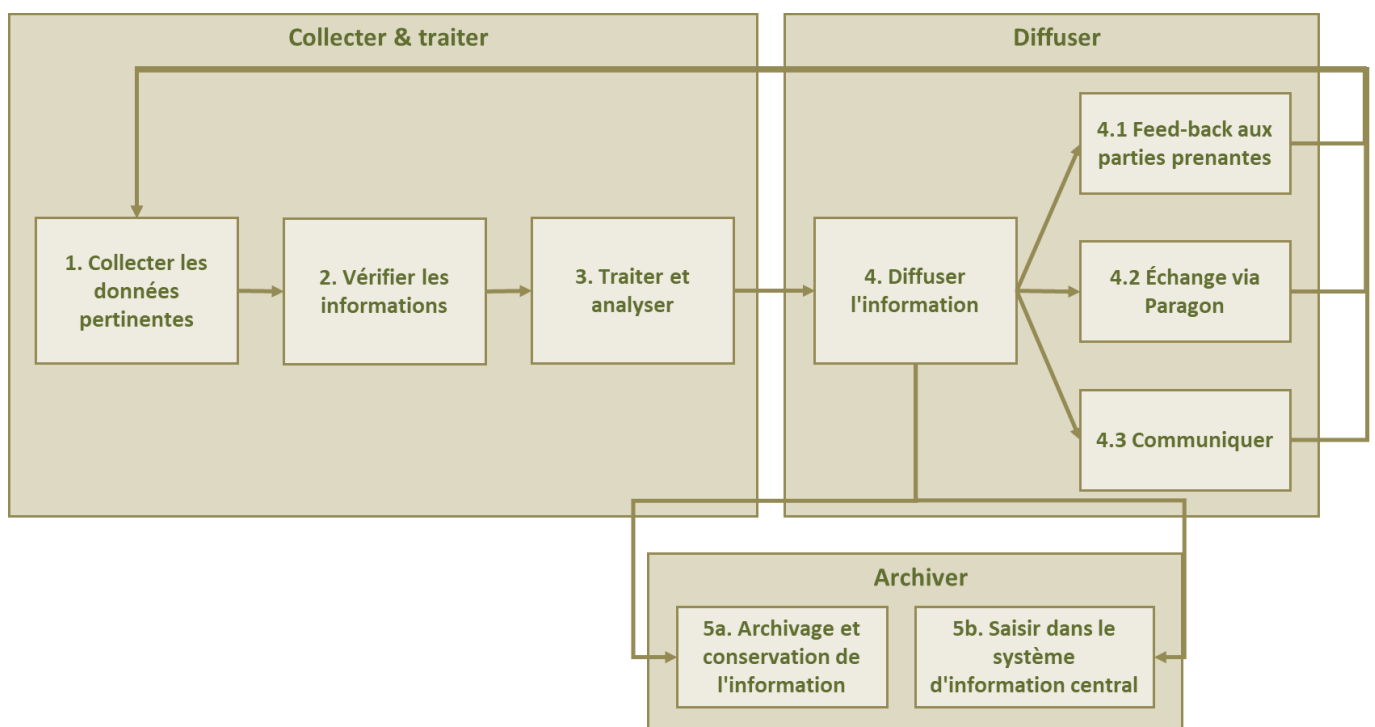 Collecter & traiter
1. Collecter les
données
pertinentes
2. Vérifier les
informations
3. Traiter et
analyser
Diffuser
4. Diffuser
l'information
4.1 Feed-back aux
parties prenantes
4.2 Échange via
Paragon
4.3 Communiquer
Archiver
5a. Archivage et
conservation de
l'information
5b. Saisir dans le
système
d'information central